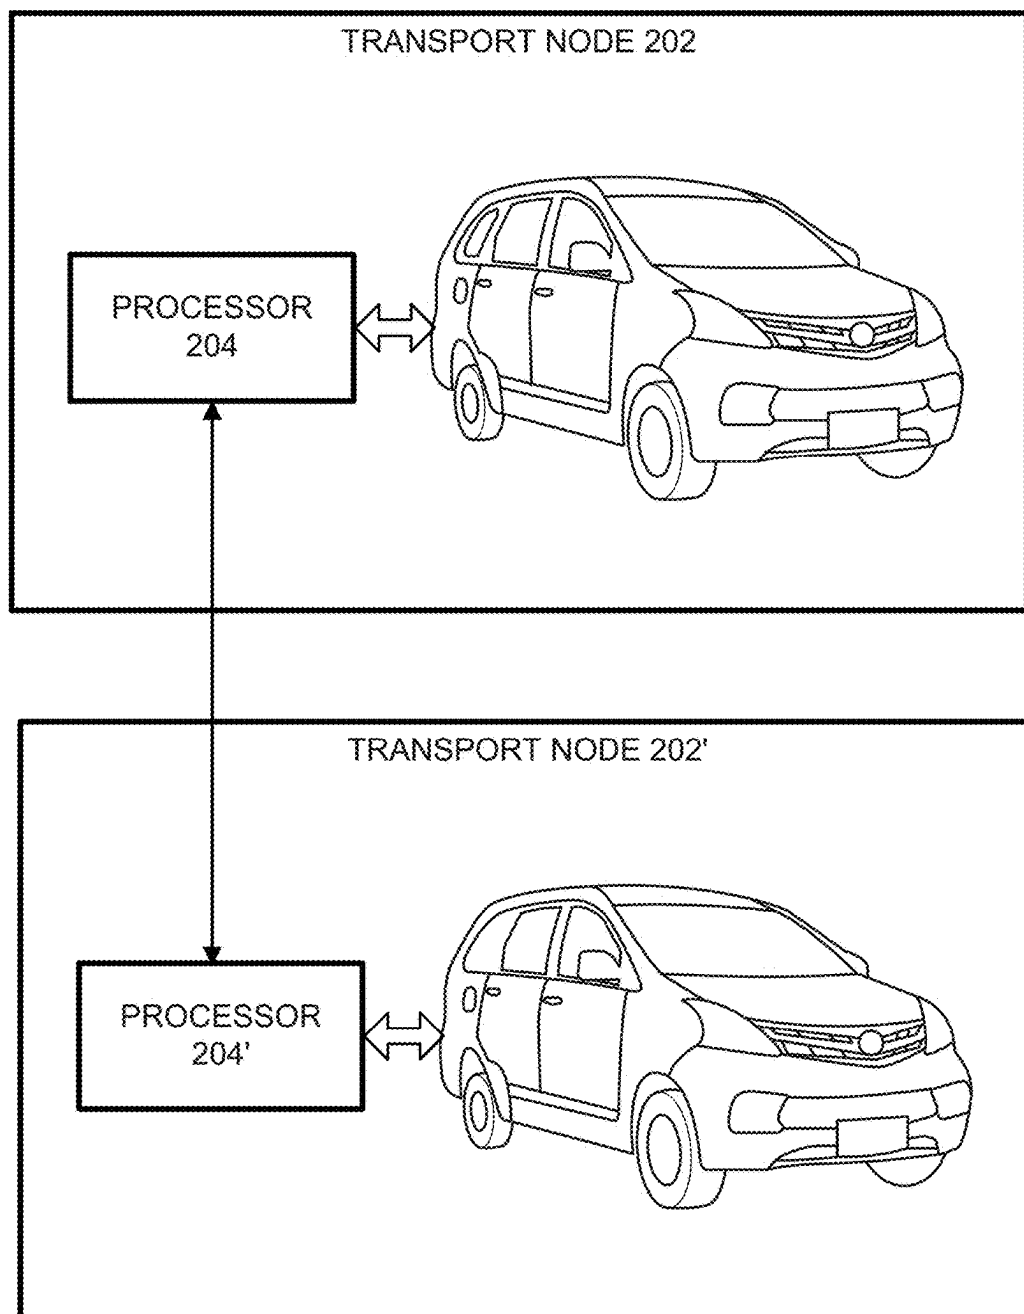 TRANSPORT NODE 202
PROCESSOR
204
TRANSPORT NODE 202'
PROCESSOR
204'